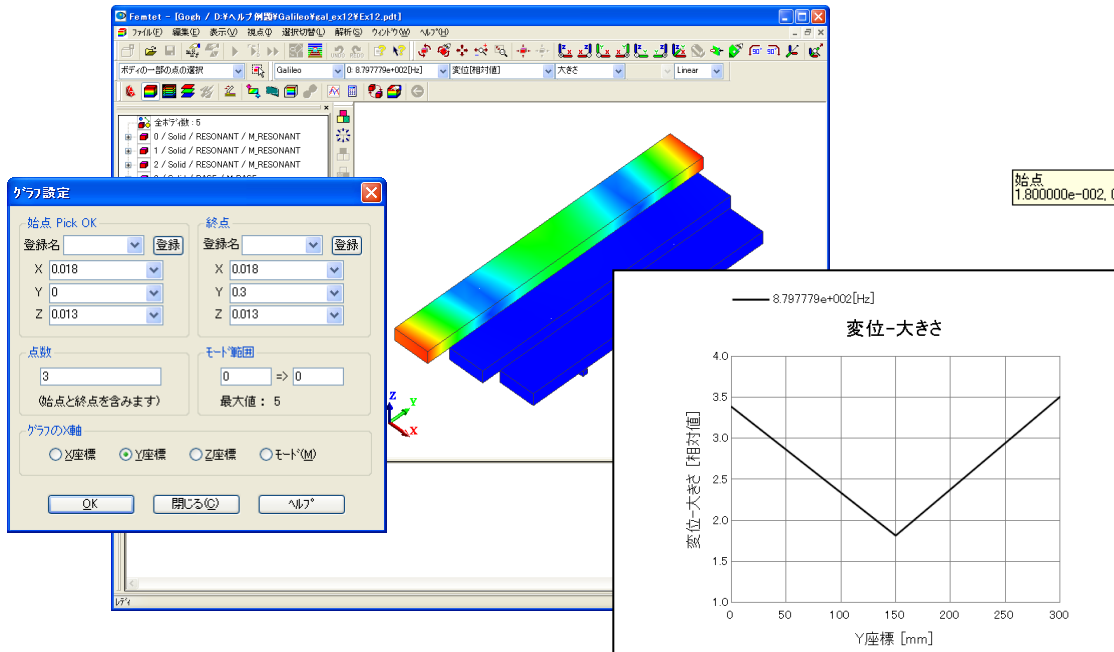 Femtet - [Gogh / D:¥ヘルプ例題¥Galileo¥gal_ex12¥Ex12.pdt]
ファイル(F) 編集(E) 表示(V) 視点(I) 選択切替(L) 解析(S) ウィンドウ(W) ヘルプ(H)
UNDO REDO
ボディの一部の点の選択 Galileo 0: 8.797779e+002[Hz] 変位[相対値] 大きさ Linear
全ボディ数 : 5
0 / Solid / RESONANT / M_RESONANT
1 / Solid / RESONANT / M_RESONANT
2 / Solid / RESONANT / M_RESONANT
グラフ設定
始点 Pick OK
登録名 登録
X 0.018
Y 0
Z 0.013
終点
登録名 登録
X 0.018
Y 0.3
Z 0.013
点数
3
(始点と終点を含みます)
モード範囲
0 => 0
最大値 : 5
グラフのX軸
X座標 Y座標 Z座標 モード(M)
OK 閉じる(C) ヘルプ
Z
Y
X
レディ
始点
1.800000e-002, 0
8.797779e+002[Hz]
変位-大きさ
変位-大きさ [相対値]
4.0
3.5
3.0
2.5
2.0
1.5
1.0
0 50 100 150 200 250 300
Y座標 [mm]